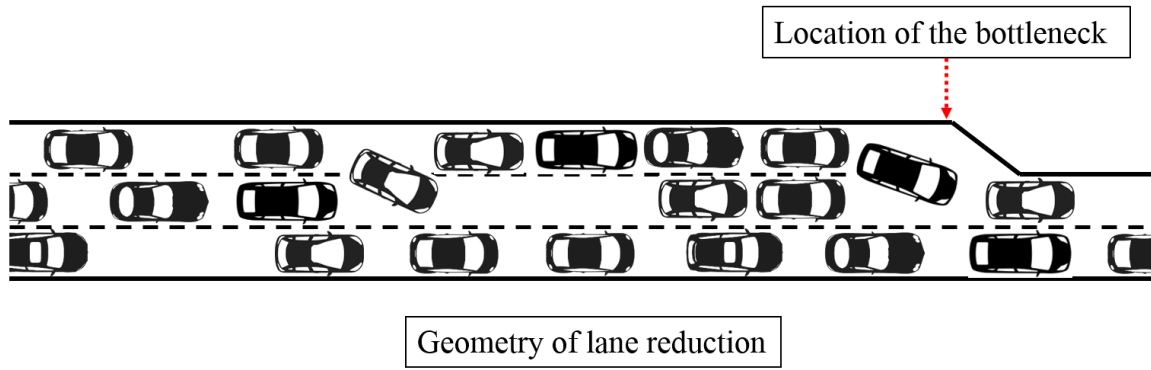 Location of the bottleneck
Geometry of lane reduction